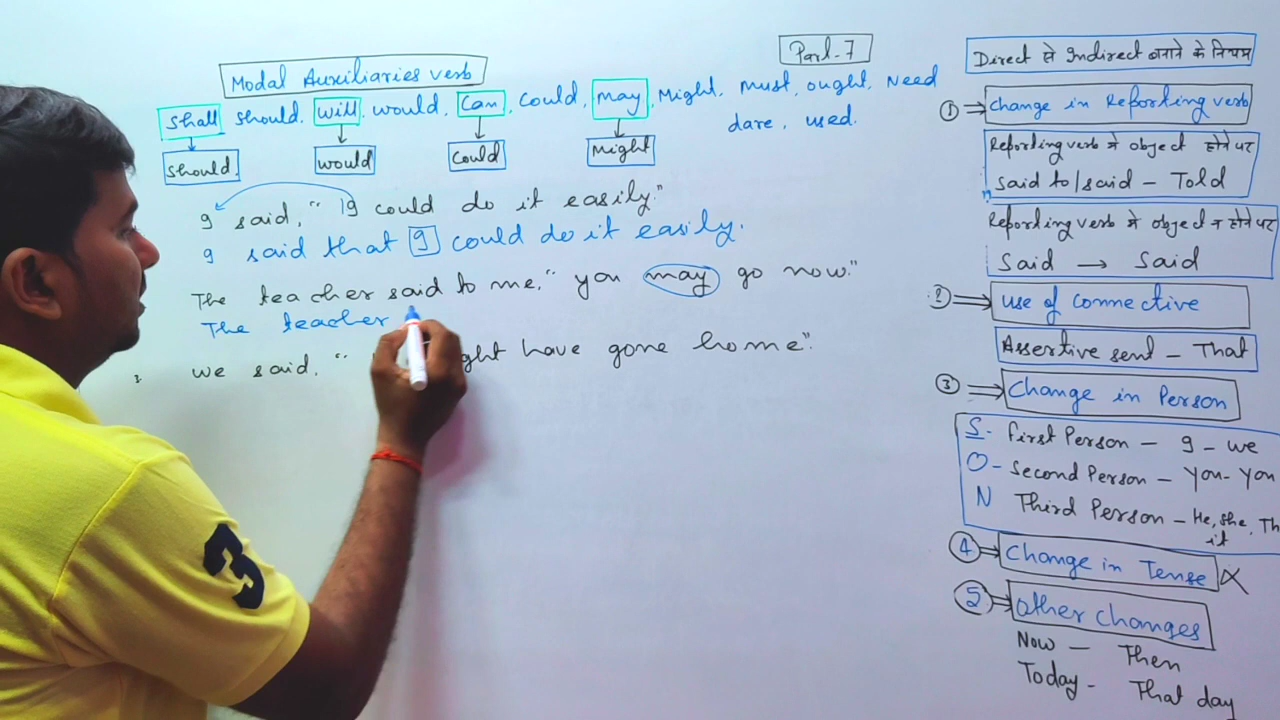 Part-7
Modal Auxiliaries verb
shall should, will, would, can, could, may, Might, must, ought, Need
dare, used.
should would could Might
I said, " I could do it easily."
I said that I could do it easily.
The teacher said to me, " you may go now."
The teacher
we said, " ght have gone home".
3
Direct से Indirect बनाने के नियम
① change in Reporting verb
Reporting verb मे object होने पर
said to/said - Told
Reporting verb मे object न होने पर
Said → Said
② use of connective
Assertive sent - That
③ Change in Person
S- First Person - I - we
O- Second Person - You- You
N Third Person - He, she, Th
it
④ Change in Tense X
⑤ other changes
Now - Then
Today - That day